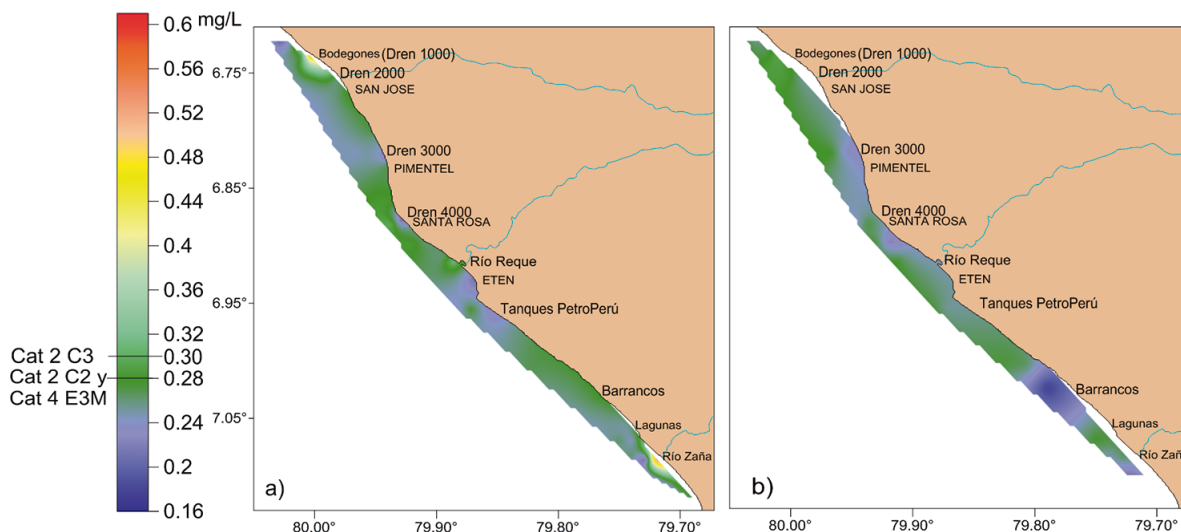 0.6 mg/L
0.56
0.52
0.48
0.44
0.4
0.36
0.32
Cat 2 C3 0.30
Cat 2 C2 y 0.28
Cat 4 E3M 0.24
0.2
0.16
6.75°
6.85°
6.95°
7.05°
Bodegones (Dren 1000)
Dren 2000
SAN JOSE
Dren 3000
PIMENTEL
Dren 4000
SANTA ROSA
Río Reque
ETEN
Tanques PetroPerú
Barrancos
Lagunas
Río Zaña
a)
80.00° 79.90° 79.80° 79.70°
Bodegones (Dren 1000)
Dren 2000
SAN JOSE
Dren 3000
PIMENTEL
Dren 4000
SANTA ROSA
Río Reque
ETEN
Tanques PetroPerú
Barrancos
Lagunas
Río Zañ
b)
80.00° 79.90° 79.80° 79.70°